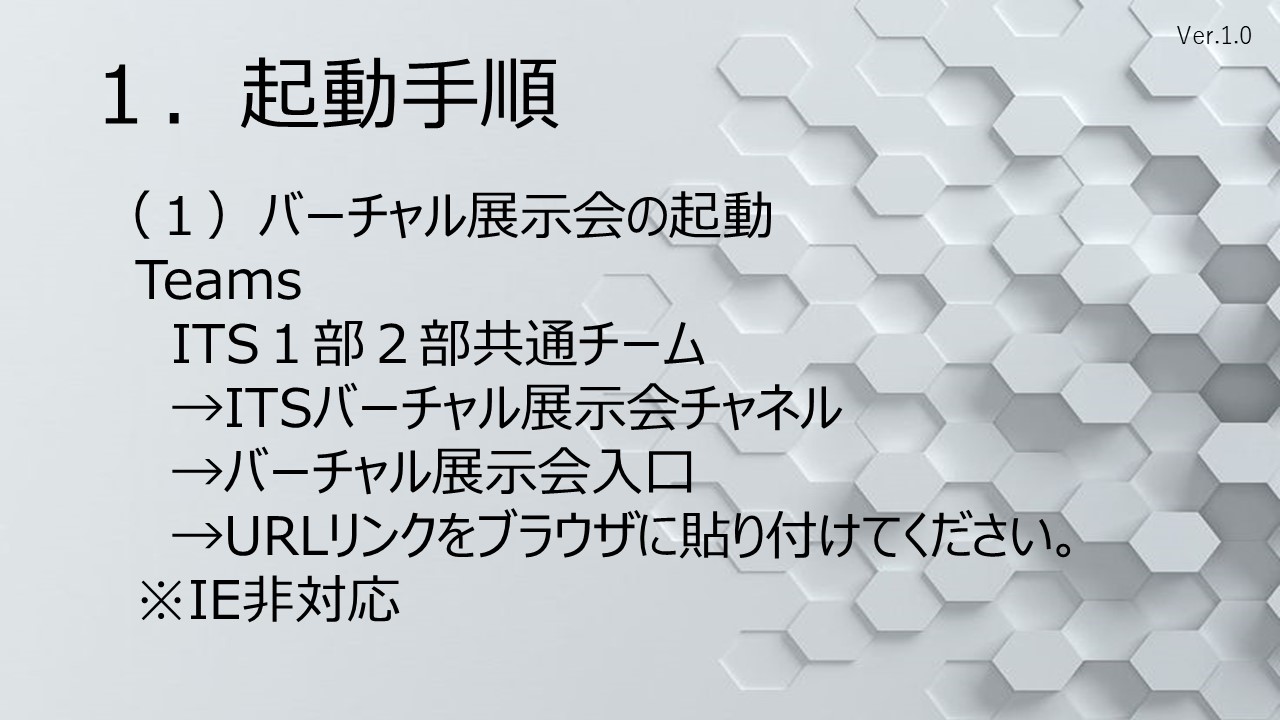 Ver.1.0
１．起動手順
（１）バーチャル展示会の起動
Teams
ITS１部２部共通チーム
→ITSバーチャル展示会チャネル
→バーチャル展示会入口
→URLリンクをブラウザに貼り付けてください。
※IE非対応